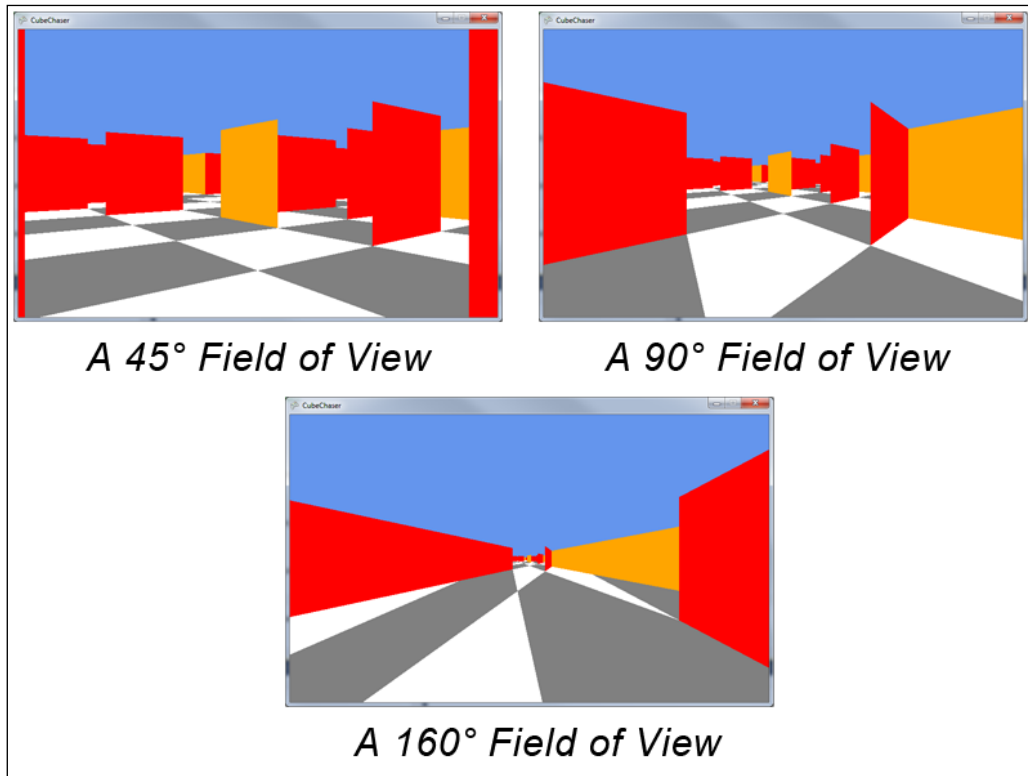 CubeChaser
CubeChaser
A 45° Field of View
A 90° Field of View
CubeChaser
A 160° Field of View